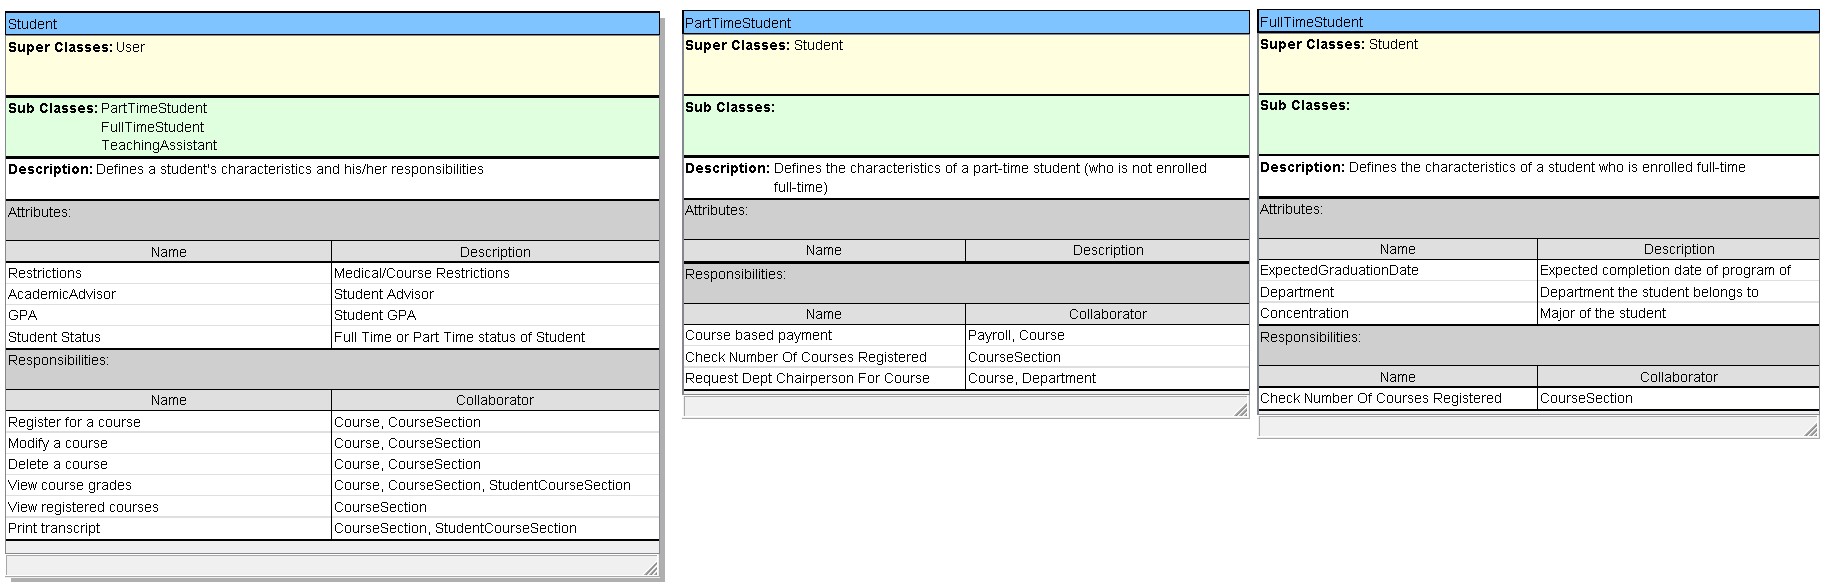 Student
Super Classes: User
Sub Classes: PartTimeStudent
FullTimeStudent
TeachingAssistant
Description: Defines a student's characteristics and his/her responsibilities
Attributes:
Name Description
Restrictions Medical/Course Restrictions
AcademicAdvisor Student Advisor
GPA Student GPA
Student Status Full Time or Part Time status of Student
Responsibilities:
Name Collaborator
Register for a course Course, CourseSection
Modify a course Course, CourseSection
Delete a course Course, CourseSection
View course grades Course, CourseSection, StudentCourseSection
View registered courses CourseSection
Print transcript CourseSection, StudentCourseSection
PartTimeStudent
Super Classes: Student
Sub Classes:
Description: Defines the characteristics of a part-time student (who is not enrolled
full-time)
Attributes:
Name Description
Responsibilities:
Name Collaborator
Course based payment Payroll, Course
Check Number Of Courses Registered CourseSection
Request Dept Chairperson For Course Course, Department
FullTimeStudent
Super Classes: Student
Sub Classes:
Description: Defines the characteristics of a student who is enrolled full-time
Attributes:
Name Description
ExpectedGraduationDate Expected completion date of program of
Department Department the student belongs to
Concentration Major of the student
Responsibilities:
Name Collaborator
Check Number Of Courses Registered CourseSection